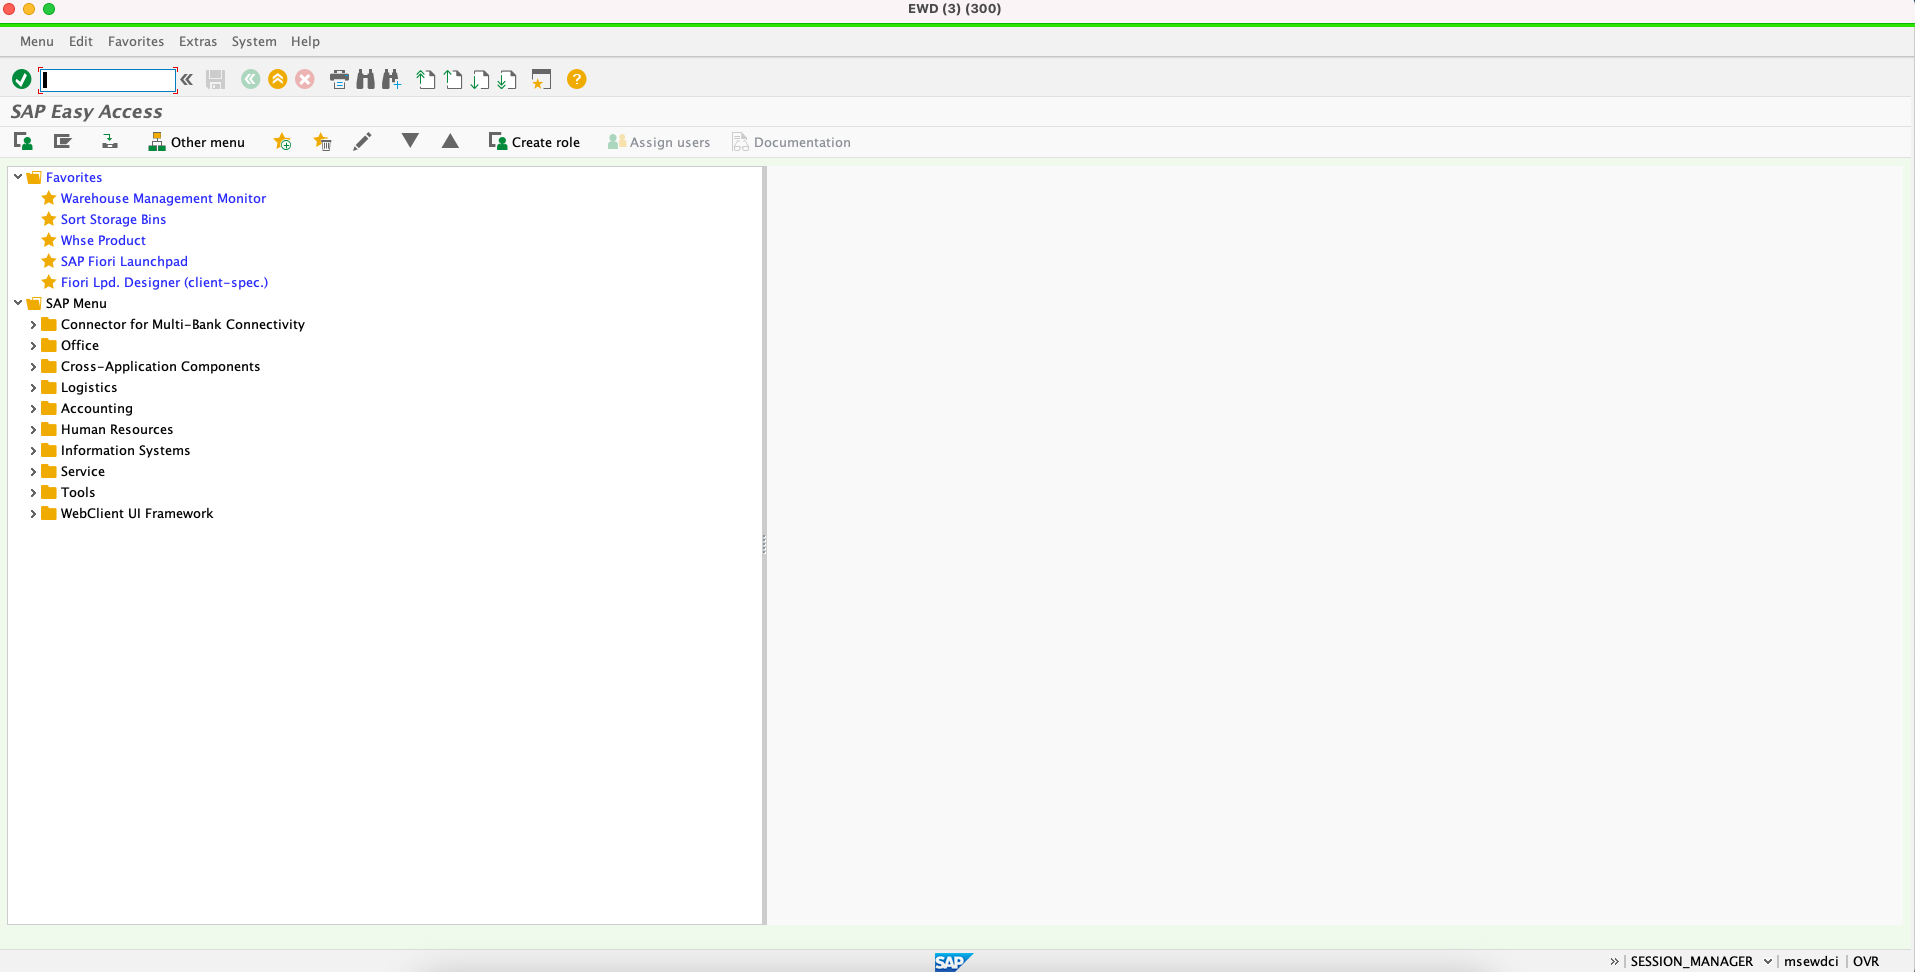 EWD (3) (300)
Menu Edit Favorites Extras System Help
SAP Easy Access
Other menu Create role Assign users Documentation
Favorites
Warehouse Management Monitor
Sort Storage Bins
Whse Product
SAP Fiori Launchpad
Fiori Lpd. Designer (client-spec.)
SAP Menu
Connector for Multi-Bank Connectivity
Office
Cross-Application Components
Logistics
Accounting
Human Resources
Information Systems
Service
Tools
WebClient UI Framework
SAP
SESSION_MANAGER msewdci OVR